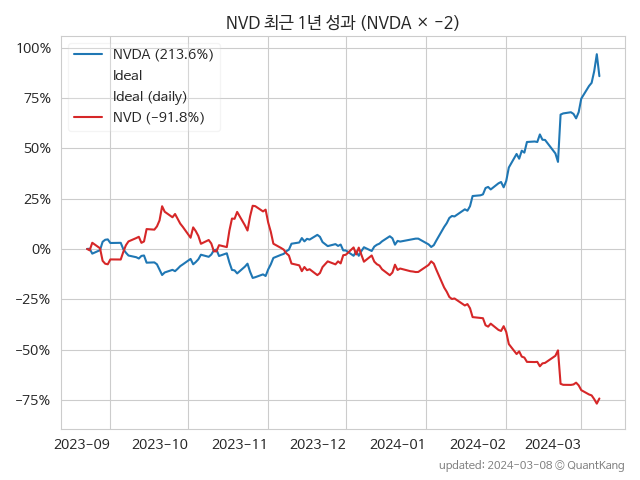 NVD 최근 1년 성과 (NVDA × −2)
NVDA (213.6%)
Ideal
Ideal (daily)
NVD (−91.8%)
100%
75%
50%
25%
0%
−25%
−50%
−75%
2023−09
2023−10
2023−11
2023−12
2024−01
2024−02
2024−03
updated: 2024−03−08 © QuantKang